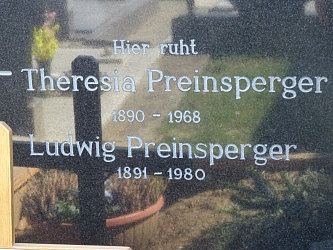 Hier ruht
Theresia Preinsperger
1890 - 1968
Ludwig Preinsperger
1891 - 1980